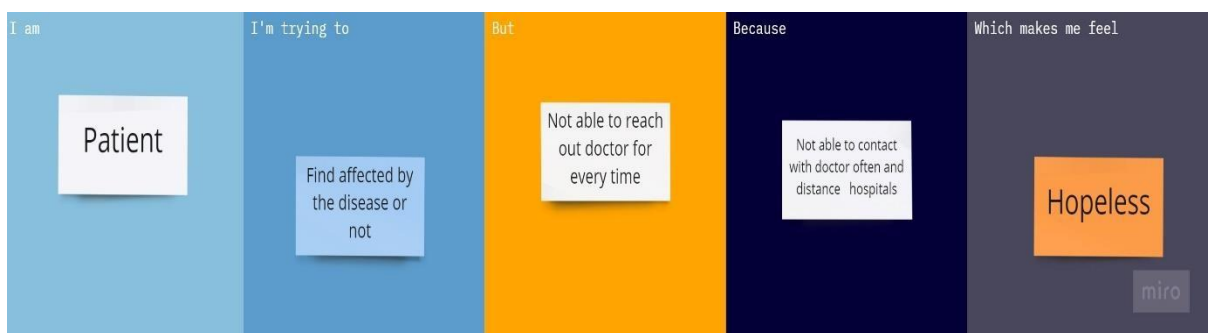 I am
Patient
I'm trying to
Find affected by
the disease or
not
But
Not able to reach
out doctor for
every time
Because
Not able to contact
with doctor often and
distance hospitals
Which makes me feel
Hopeless
miro